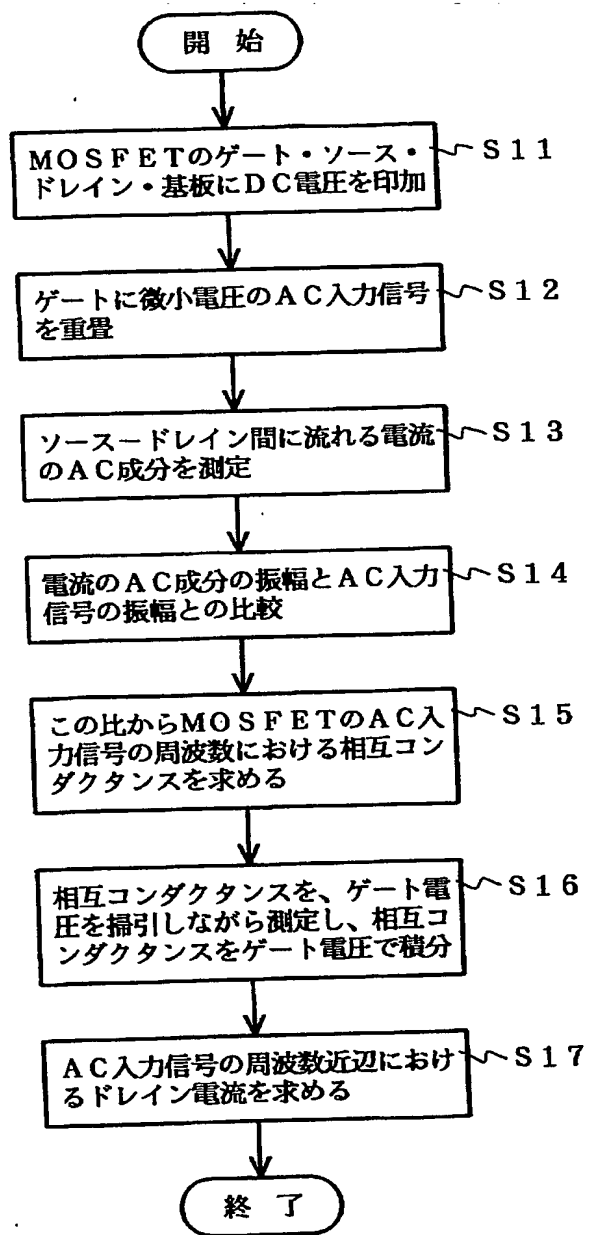 開 始
MOSFETのゲート・ソース・
ドレイン・基板にDC電圧を印加
S11
ゲートに微小電圧のAC入力信号
を重畳
S12
ソースードレイン間に流れる電流
のAC成分を測定
S13
電流のAC成分の振幅とAC入力
信号の振幅との比較
S14
この比からMOSFETのAC入
力信号の周波数における相互コン
ダクタンスを求める
S15
相互コンダクタンスを、ゲート電
圧を掃引しながら測定し、相互コ
ンダクタンスをゲート電圧で積分
S16
AC入力信号の周波数近辺におけ
るドレイン電流を求める
S17
終 了